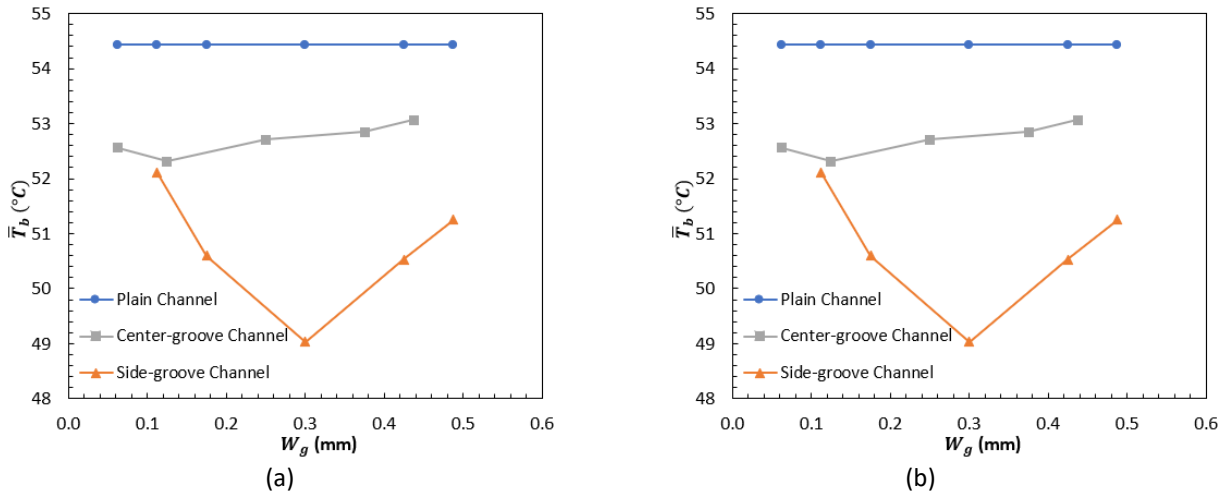 55
54
53
52
51
50
49
48
T̅b (°C)
Plain Channel
Center-groove Channel
Side-groove Channel
0.0 0.1 0.2 0.3 0.4 0.5 0.6
Wg (mm)
(a)
55
54
53
52
51
50
49
48
T̅b (°C)
Plain Channel
Center-groove Channel
Side-groove Channel
0.0 0.1 0.2 0.3 0.4 0.5 0.6
Wg (mm)
(b)